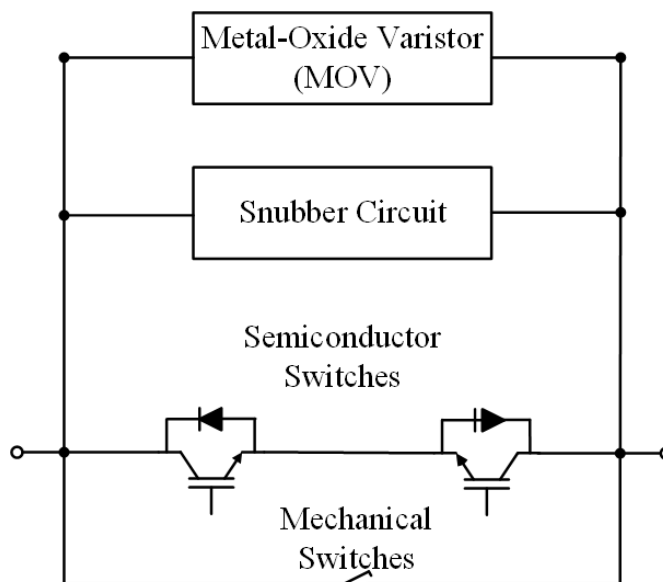 Metal-Oxide Varistor
(MOV)
Snubber Circuit
Semiconductor
Switches
Mechanical
Switches